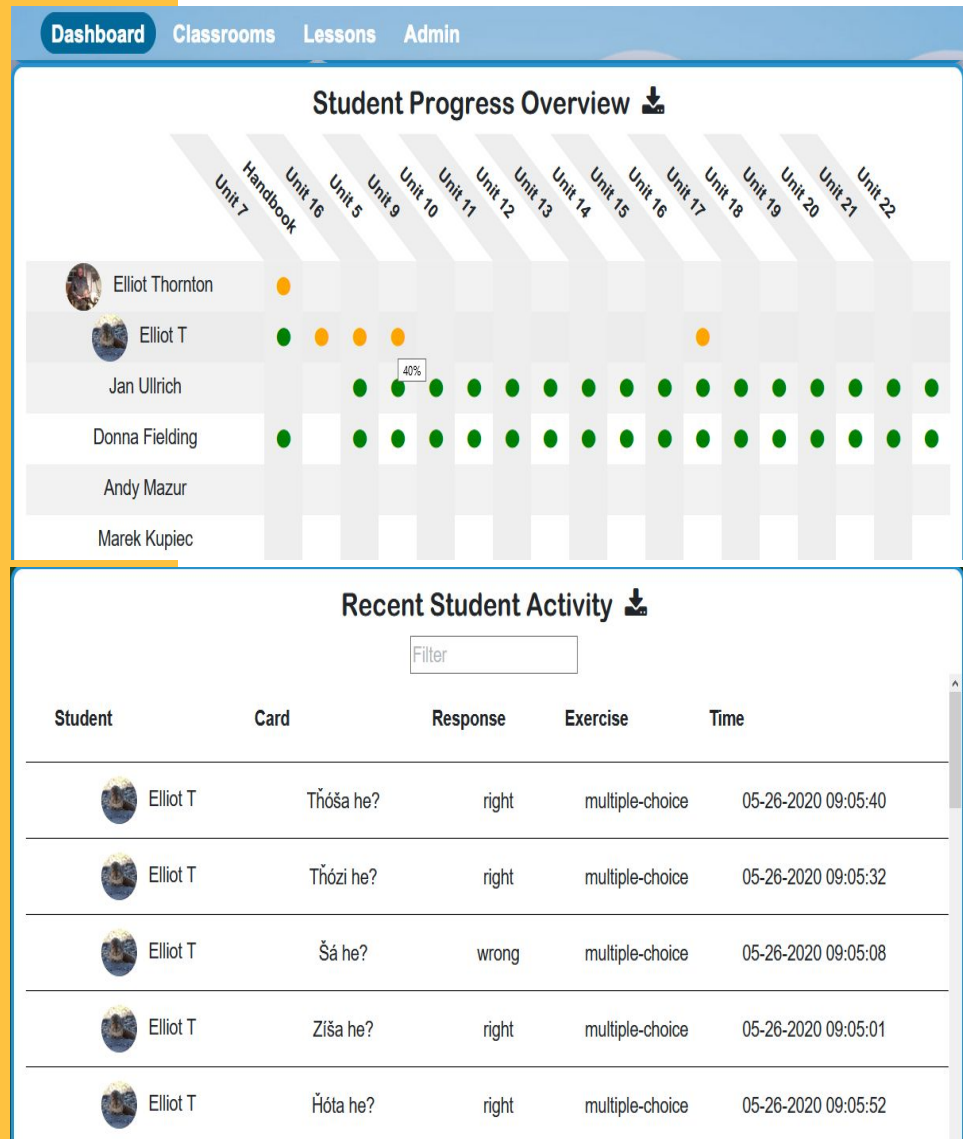 Dashboard Classrooms Lessons Admin
Student Progress Overview
Unit 7 Handbook Unit 16 Unit 5 Unit 9 Unit 10 Unit 11 Unit 12 Unit 13 Unit 14 Unit 15 Unit 16 Unit 17 Unit 18 Unit 19 Unit 20 Unit 21 Unit 22
Elliot Thornton
Elliot T
40%
Jan Ullrich
Donna Fielding
Andy Mazur
Marek Kupiec
Recent Student Activity
Filter
Student Card Response Exercise Time
Elliot T Tȟóša he? right multiple-choice 05-26-2020 09:05:40
Elliot T Tȟózi he? right multiple-choice 05-26-2020 09:05:32
Elliot T Šá he? wrong multiple-choice 05-26-2020 09:05:08
Elliot T Zíša he? right multiple-choice 05-26-2020 09:05:01
Elliot T Ȟóta he? right multiple-choice 05-26-2020 09:05:52